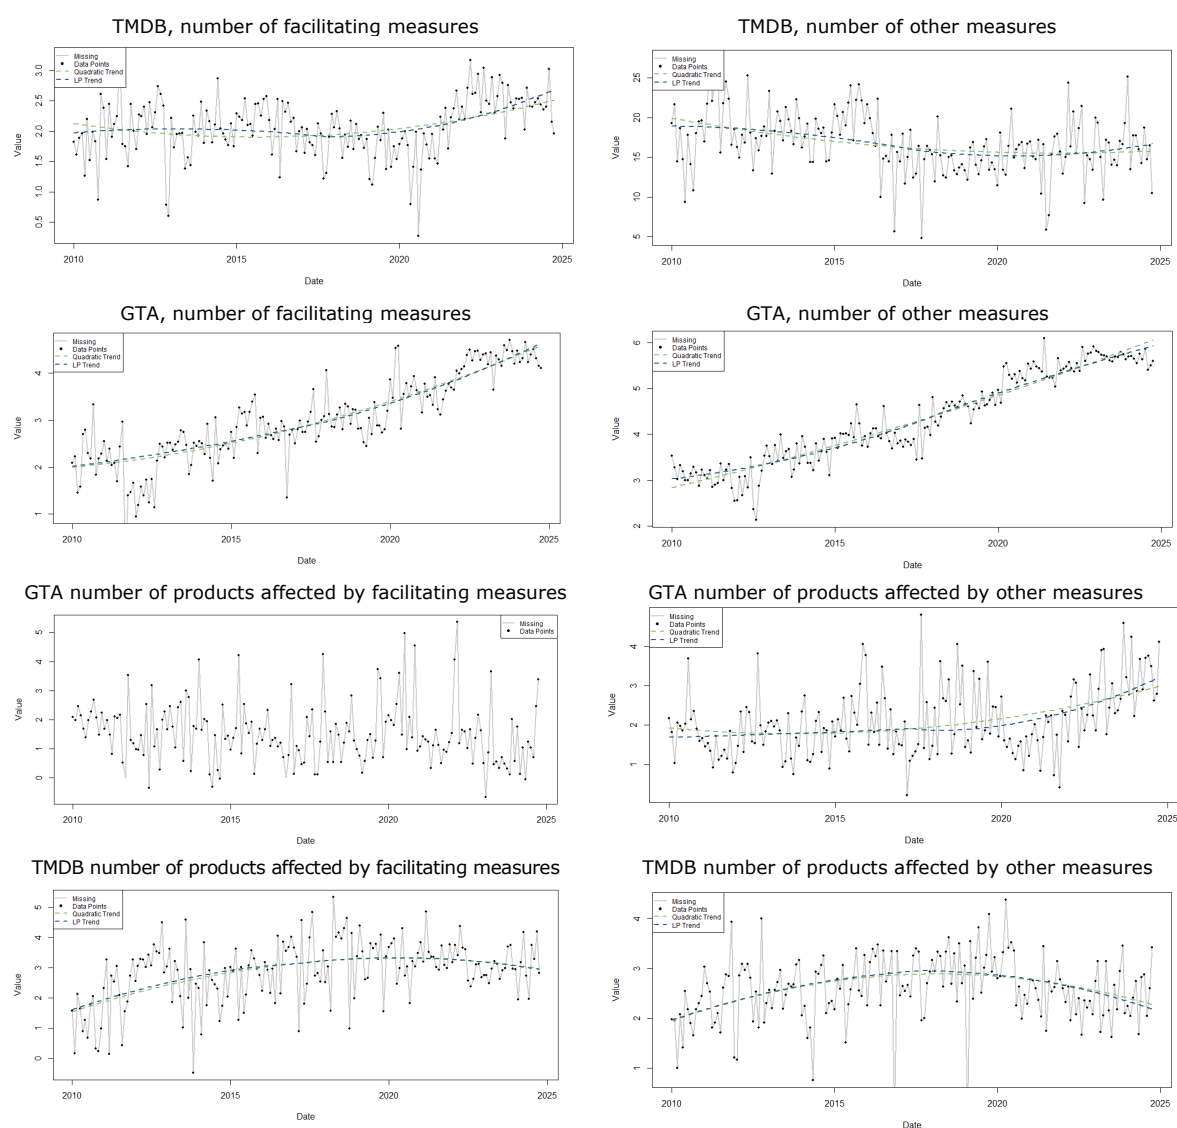 TMDB, number of facilitating measures
Missing
Data Points
Quadratic Trend
LP Trend
Value
0.5
1.0
1.5
2.0
2.5
3.0
2010
2015
2020
2025
Date
TMDB, number of other measures
Missing
Data Points
Quadratic Trend
LP Trend
Value
5
10
15
20
25
2010
2015
2020
2025
Date
GTA, number of facilitating measures
Missing
Data Points
Quadratic Trend
LP Trend
Value
1
2
3
4
2010
2015
2020
2025
Date
GTA, number of other measures
Missing
Data Points
Quadratic Trend
LP Trend
Value
2
3
4
5
6
2010
2015
2020
2025
Date
GTA number of products affected by facilitating measures
Missing
Data Points
Value
0
1
2
3
4
5
2010
2015
2020
2025
Date
GTA number of products affected by other measures
Missing
Data Points
Quadratic Trend
LP Trend
Value
1
2
3
4
2010
2015
2020
2025
Date
TMDB number of products affected by facilitating measures
Missing
Data Points
Quadratic Trend
LP Trend
Value
0
1
2
3
4
5
2010
2015
2020
2025
Date
TMDB number of products affected by other measures
Missing
Data Points
Quadratic Trend
LP Trend
Value
1
2
3
4
2010
2015
2020
2025
Date